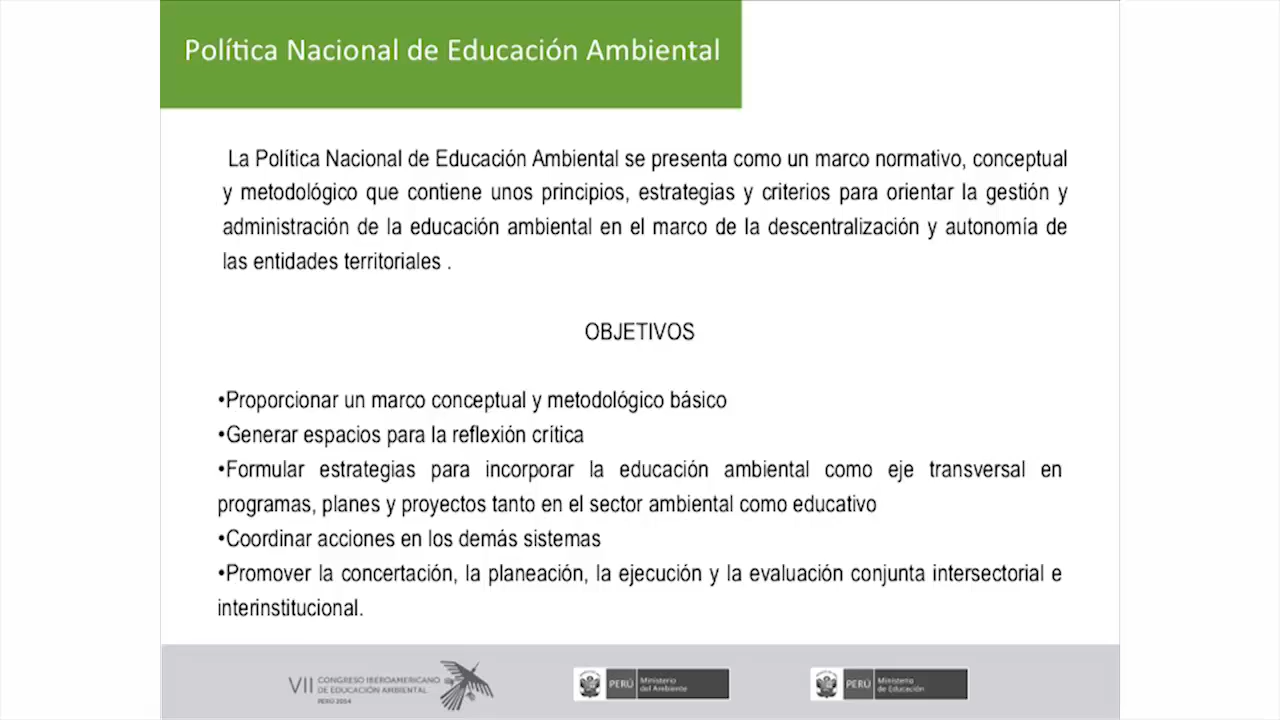 Política Nacional de Educación Ambiental
La Política Nacional de Educación Ambiental se presenta como un marco normativo, conceptual
y metodológico que contiene unos principios, estrategias y criterios para orientar la gestión y
administración de la educación ambiental en el marco de la descentralización y autonomía de
las entidades territoriales .
OBJETIVOS
•Proporcionar un marco conceptual y metodológico básico
•Generar espacios para la reflexión crítica
•Formular estrategias para incorporar la educación ambiental como eje transversal en
programas, planes y proyectos tanto en el sector ambiental como educativo
•Coordinar acciones en los demás sistemas
•Promover la concertación, la planeación, la ejecución y la evaluación conjunta intersectorial e
interinstitucional.
VII CONGRESO IBEROAMERICANO
DE EDUCACIÓN AMBIENTAL
PERÚ 2014
PERÚ Ministerio
del Ambiente
PERÚ Ministerio
de Educación